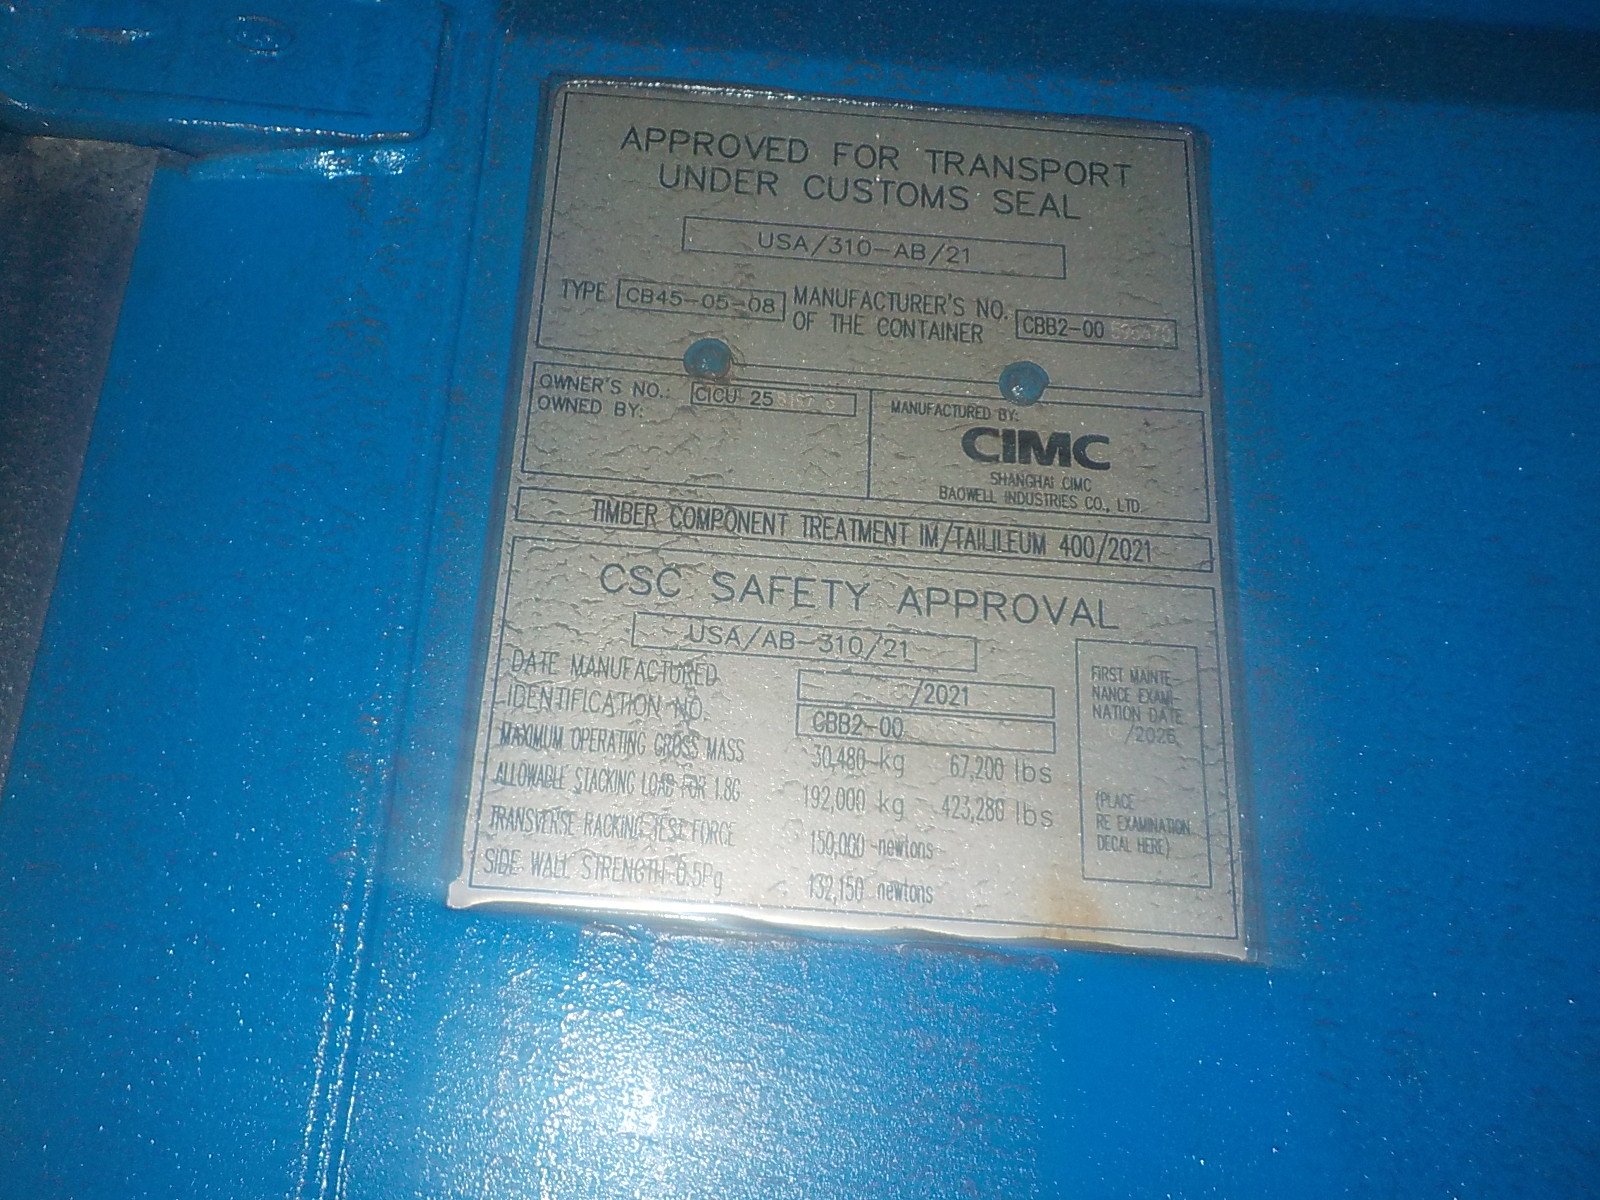 APPROVED FOR TRANSPORT
UNDER CUSTOMS SEAL
USA/310-AB/21
TYPE CB45-05-08 MANUFACTURER'S NO. OF THE CONTAINER CBB2-00
OWNER'S NO.: CICU 25
OWNED BY:
MANUFACTURED BY:
CIMC
SHANGHAI CIMC
BAOWELL INDUSTRIES CO., LTD.
TIMBER COMPONENT TREATMENT IM/TAILILEUM 400/2021
CSC SAFETY APPROVAL
USA/AB-310/21
DATE MANUFACTURED /2021
IDENTIFICATION NO. CBB2-00
MAXIMUM OPERATING GROSS MASS 30,480 kg 67,200 lbs
ALLOWABLE STACKING LOAD FOR 1.8G 192,000 kg 423,280 lbs
TRANSVERSE RACKING TEST FORCE 150,000 newtons
SIDE WALL STRENGTH 0.5Pg 132,150 newtons
FIRST MAINTE-
NANCE EXAMI-
NATION DATE
/2026
(PLACE
RE EXAMINATION
DECAL HERE)